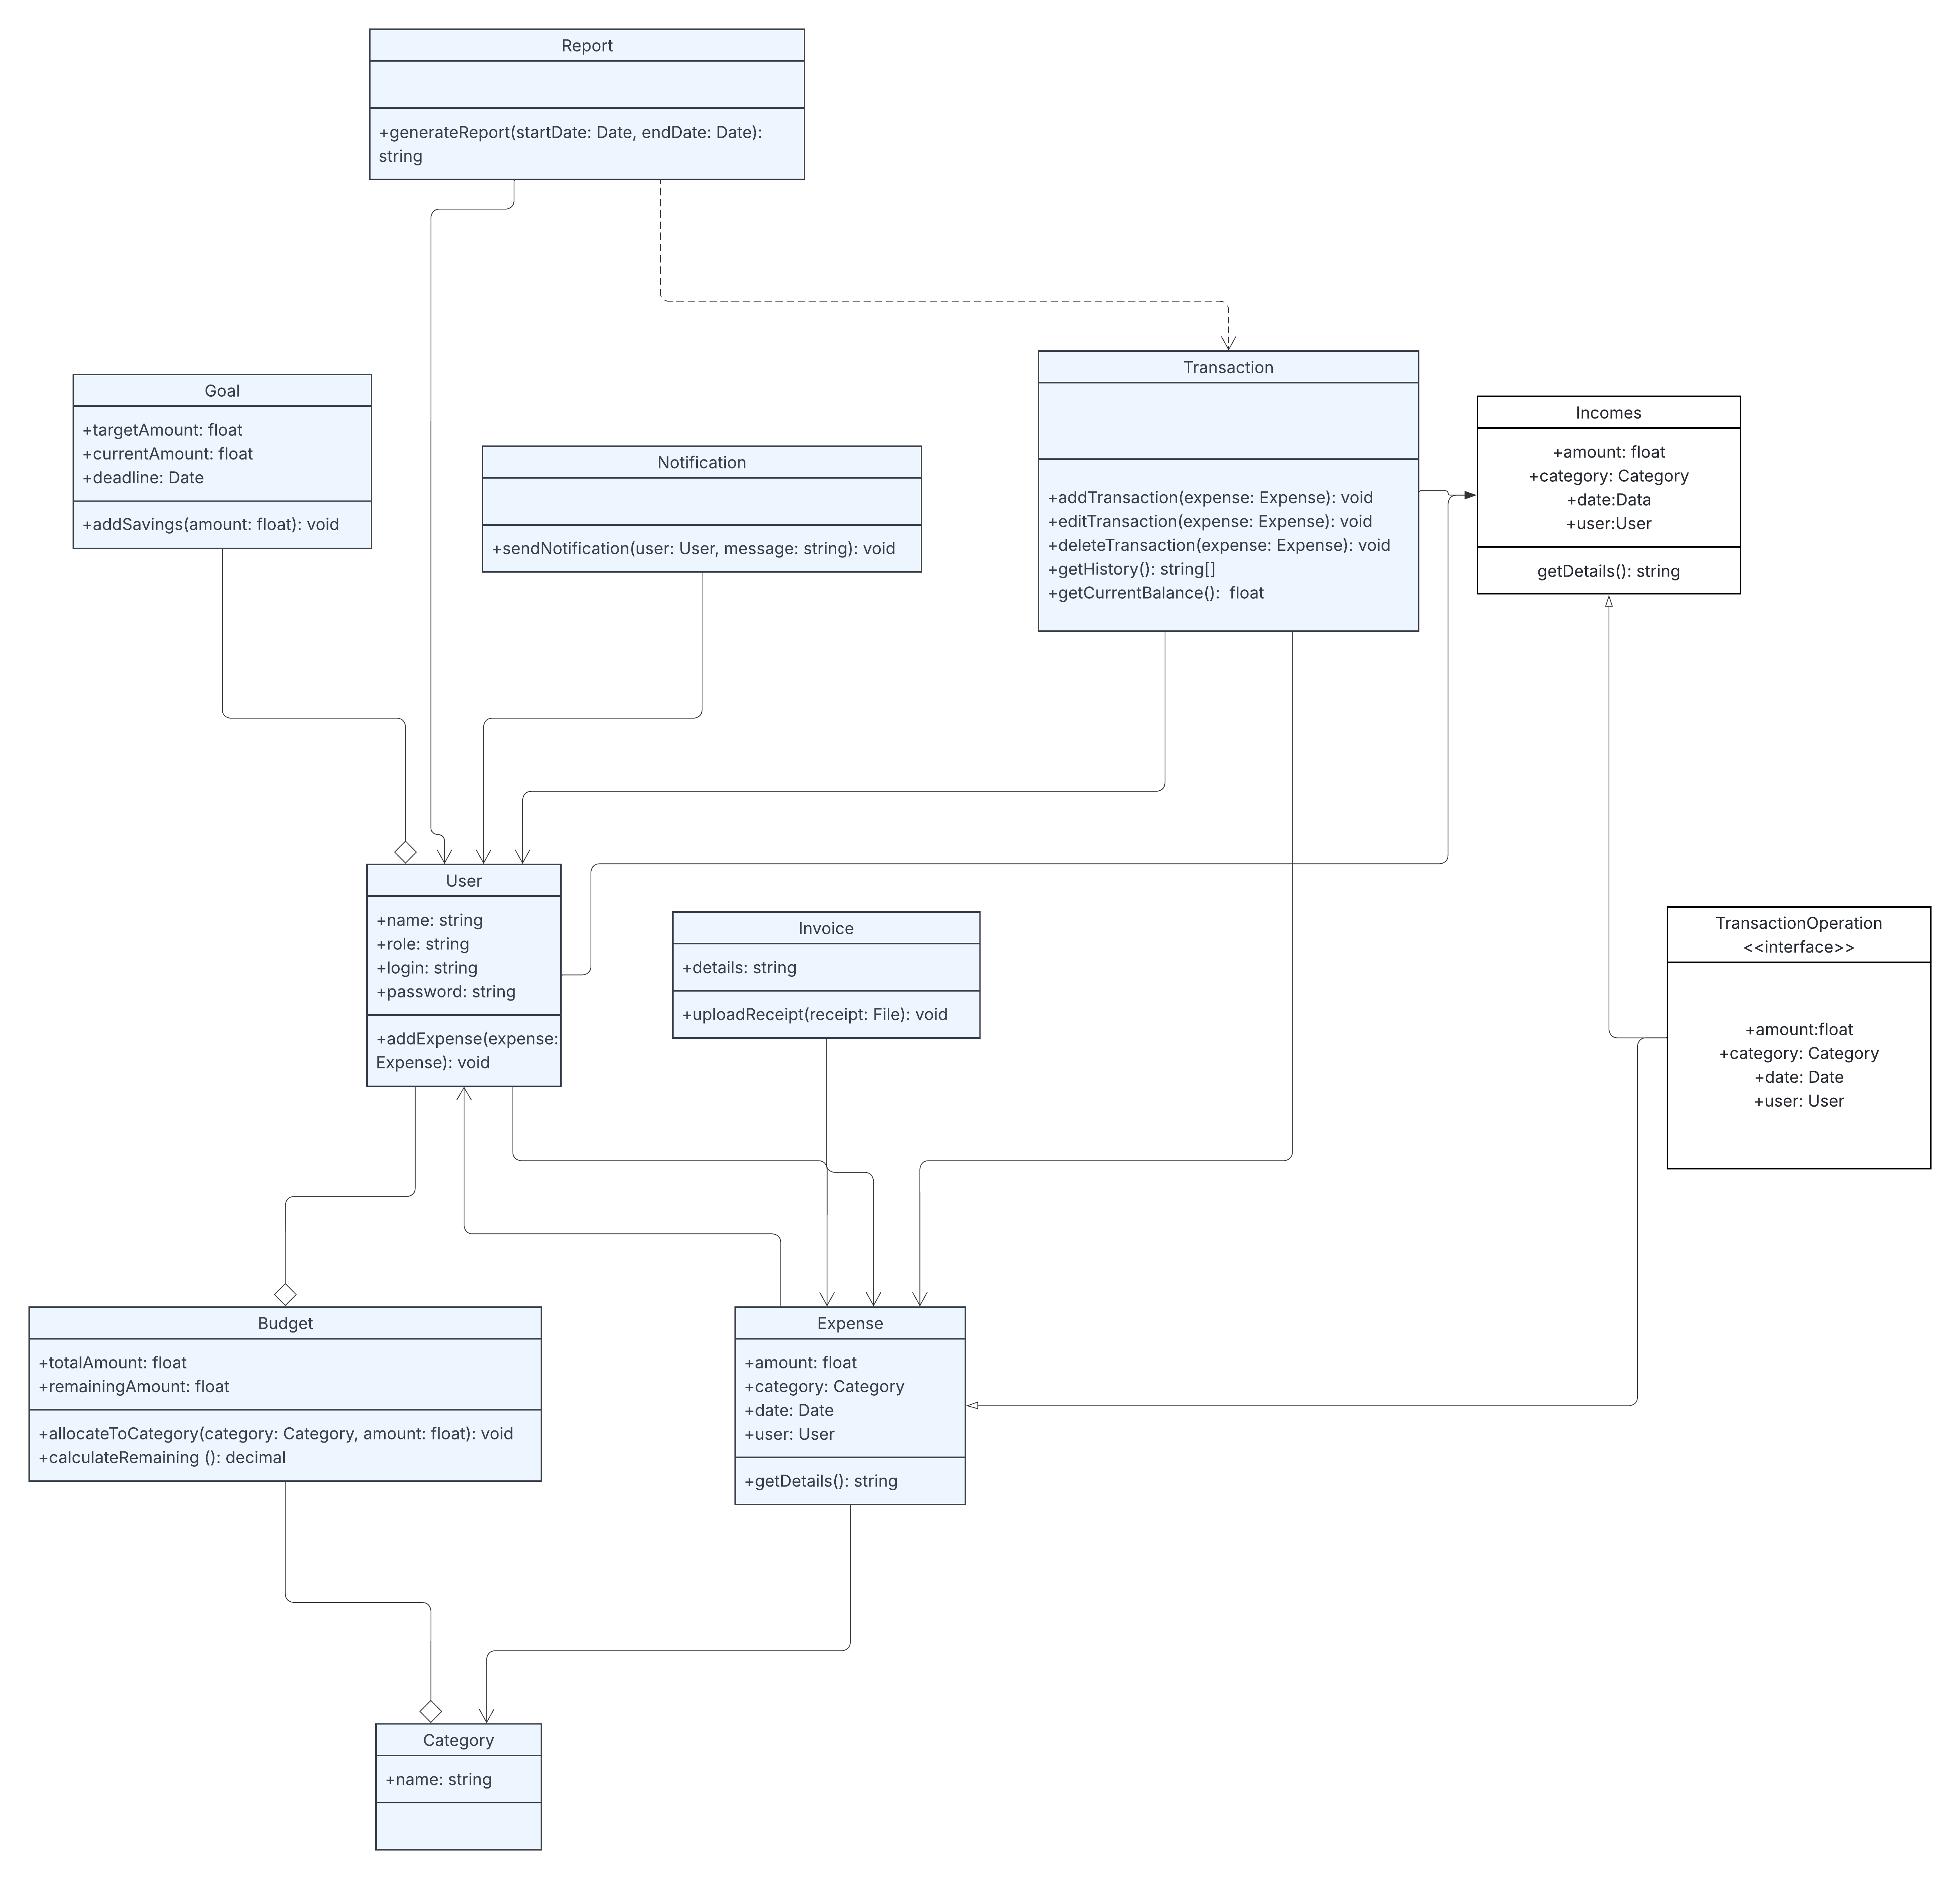 Report
+generateReport(startDate: Date, endDate: Date):
string
Transaction
+addTransaction(expense: Expense): void
+editTransaction(expense: Expense): void
+deleteTransaction(expense: Expense): void
+getHistory(): string[]
+getCurrentBalance():  float
Goal
+targetAmount: float
+currentAmount: float
+deadline: Date
+addSavings(amount: float): void
Incomes
+amount: float
+category: Category
+date:Data
+user:User
getDetails(): string
Notification
+sendNotification(user: User, message: string): void
User
+name: string
+role: string
+login: string
+password: string
+addExpense(expense:
Expense): void
Invoice
+details: string
+uploadReceipt(receipt: File): void
TransactionOperation
<<interface>>
+amount:float
+category: Category
+date: Date
+user: User
Budget
+totalAmount: float
+remainingAmount: float
+allocateToCategory(category: Category, amount: float): void
+calculateRemaining (): decimal
Expense
+amount: float
+category: Category
+date: Date
+user: User
+getDetails(): string
Category
+name: string